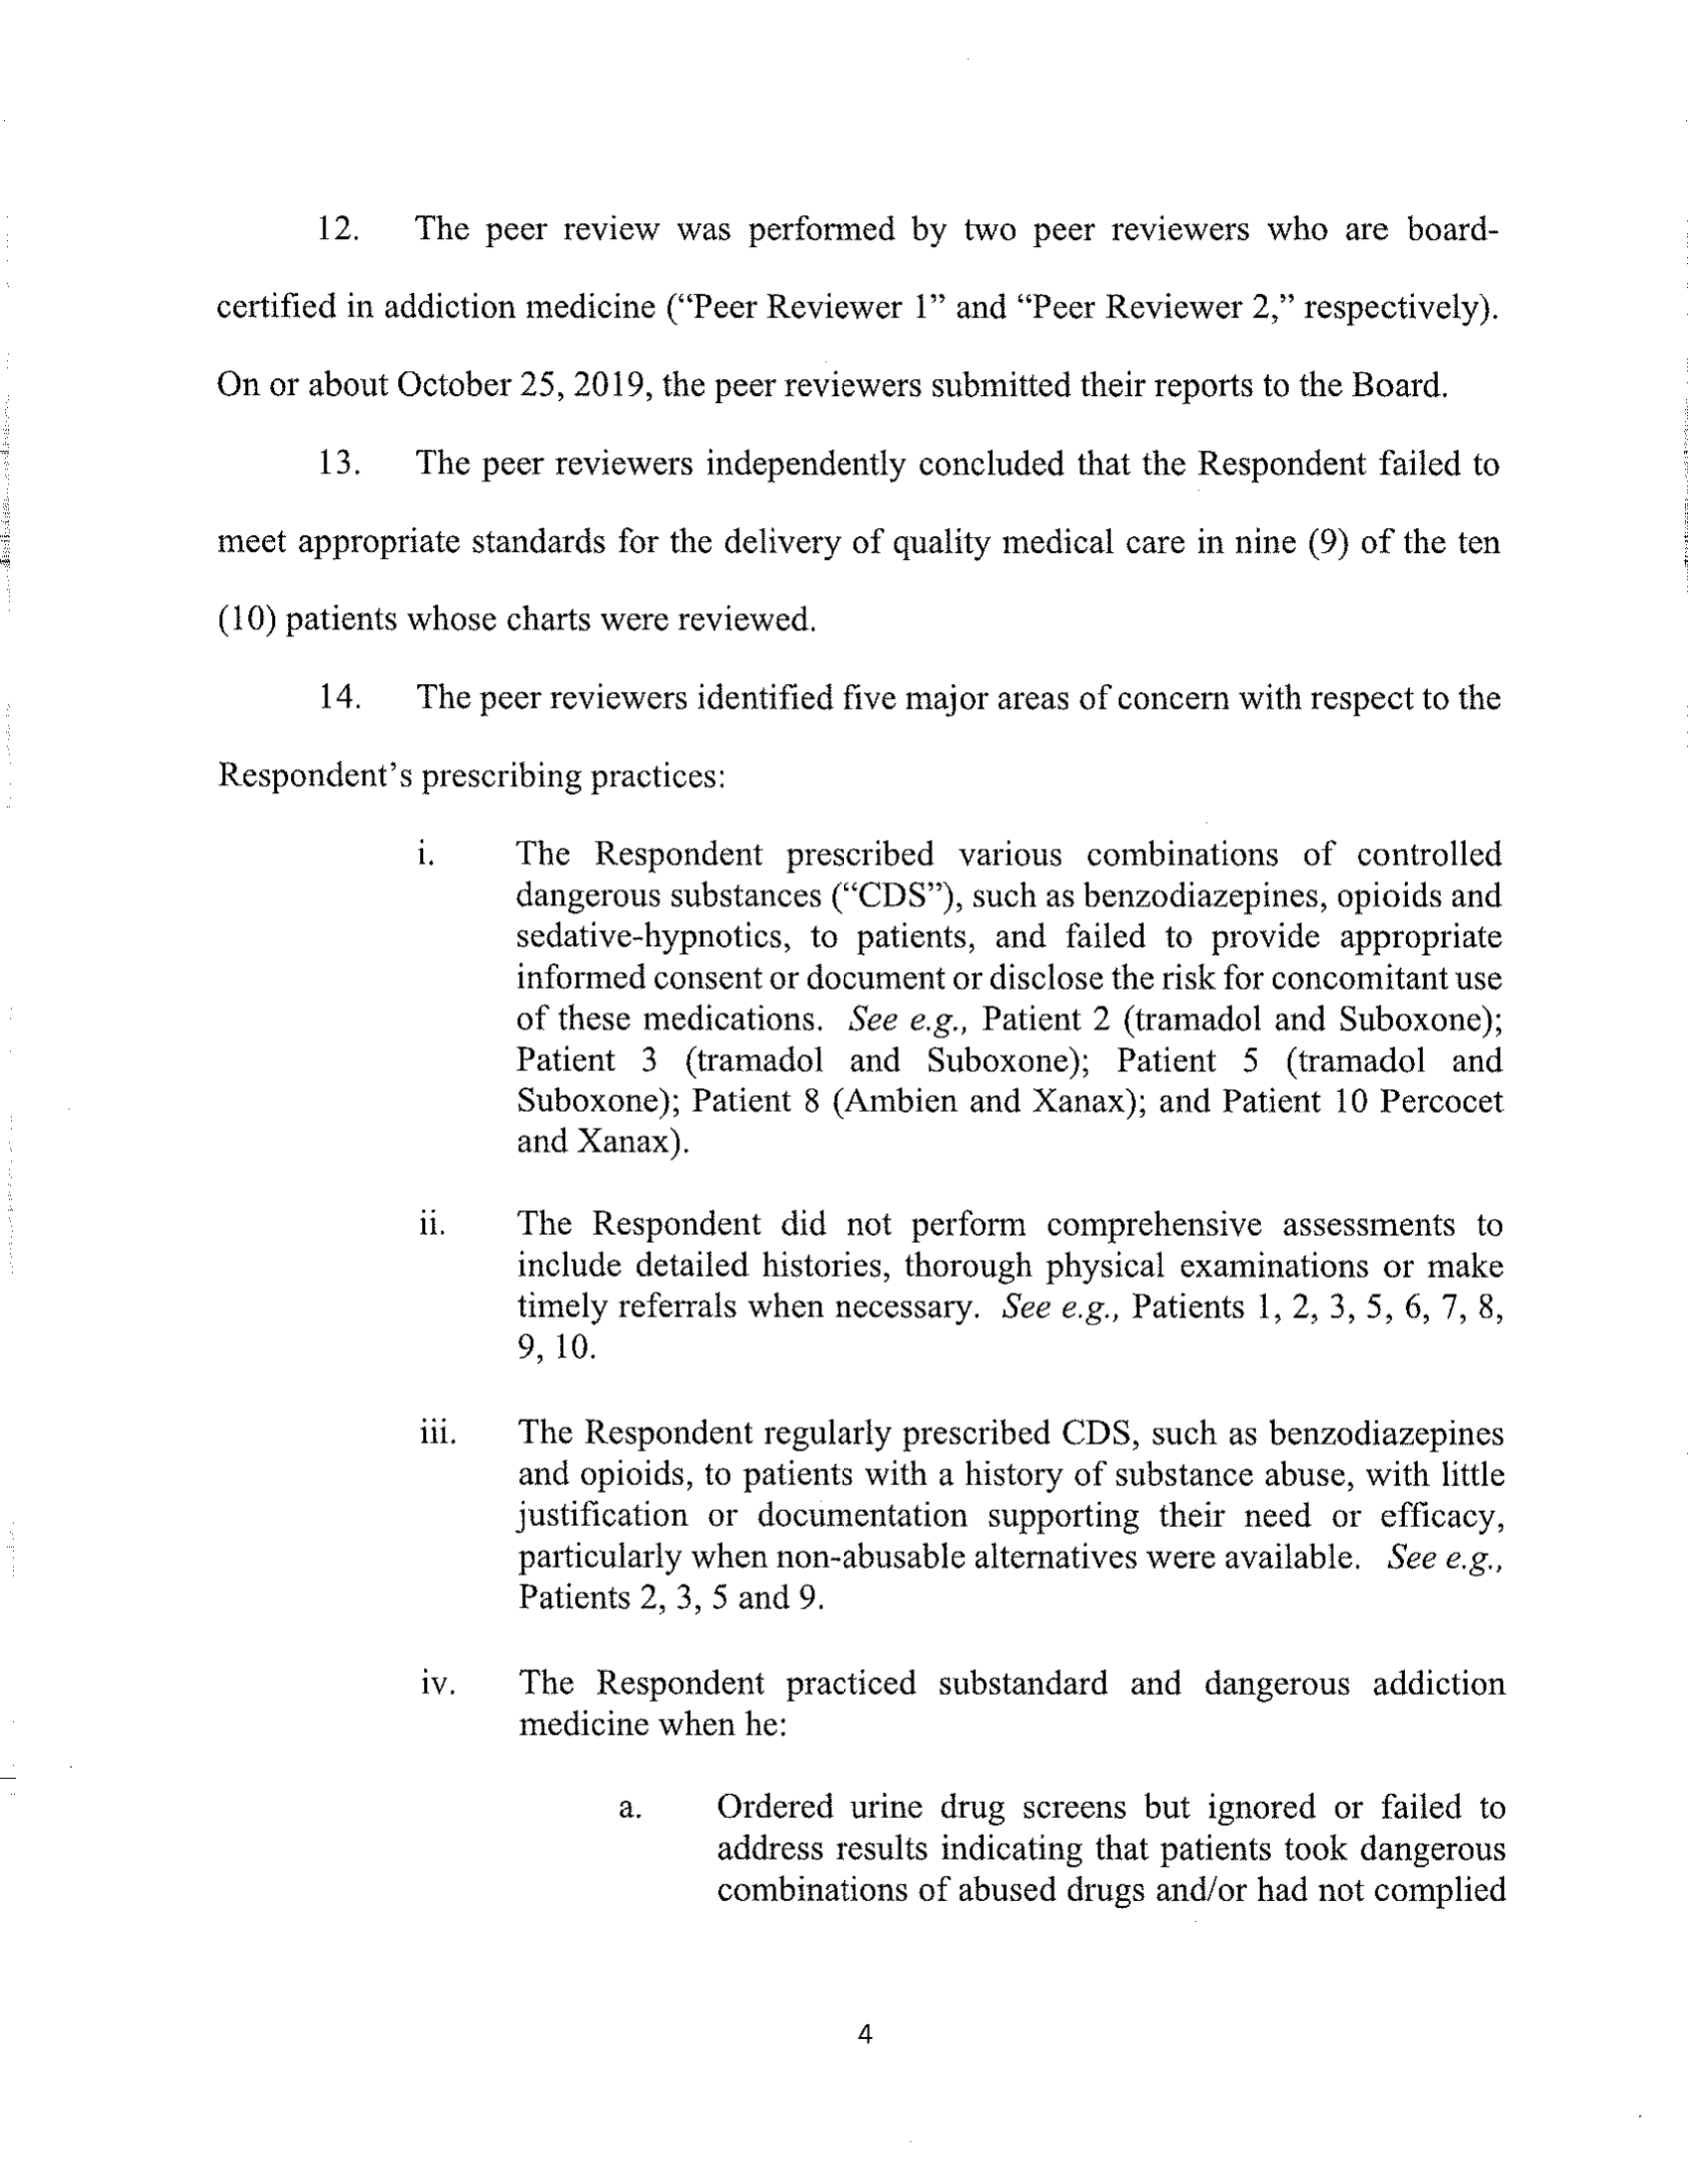 12. The peer review was performed by two peer reviewers who are board-
certified in addiction medicine (“Peer Reviewer 1” and “Peer Reviewer 2,” respectively).
On or about October 25, 2019, the peer reviewers submitted their reports to the Board.
13. The peer reviewers independently concluded that the Respondent failed to
meet appropriate standards for the delivery of quality medical care in nine (9) of the ten
(10) patients whose charts were reviewed.
14. The peer reviewers identified five major areas of concern with respect to the
Respondent’s prescribing practices:
i. The Respondent prescribed various combinations of controlled
dangerous substances (“CDS”), such as benzodiazepines, opioids and
sedative-hypnotics, to patients, and failed to provide appropriate
informed consent or document or disclose the risk for concomitant use
of these medications. See e.g., Patient 2 (tramadol and Suboxone);
Patient 3 (tramadol and Suboxone); Patient 5 (tramadol and
Suboxone); Patient 8 (Ambien and Xanax); and Patient 10 Percocet
and Xanax).
ii. The Respondent did not perform comprehensive assessments to
include detailed histories, thorough physical examinations or make
timely referrals when necessary. See e.g., Patients 1, 2, 3, 5, 6, 7, 8,
9, 10.
iii. The Respondent regularly prescribed CDS, such as benzodiazepines
and opioids, to patients with a history of substance abuse, with little
justification or documentation supporting their need or efficacy,
particularly when non-abusable alternatives were available. See e.g.,
Patients 2, 3, 5 and 9.
iv. The Respondent practiced substandard and dangerous addiction
medicine when he:
a. Ordered urine drug screens but ignored or failed to
address results indicating that patients took dangerous
combinations of abused drugs and/or had not complied
4